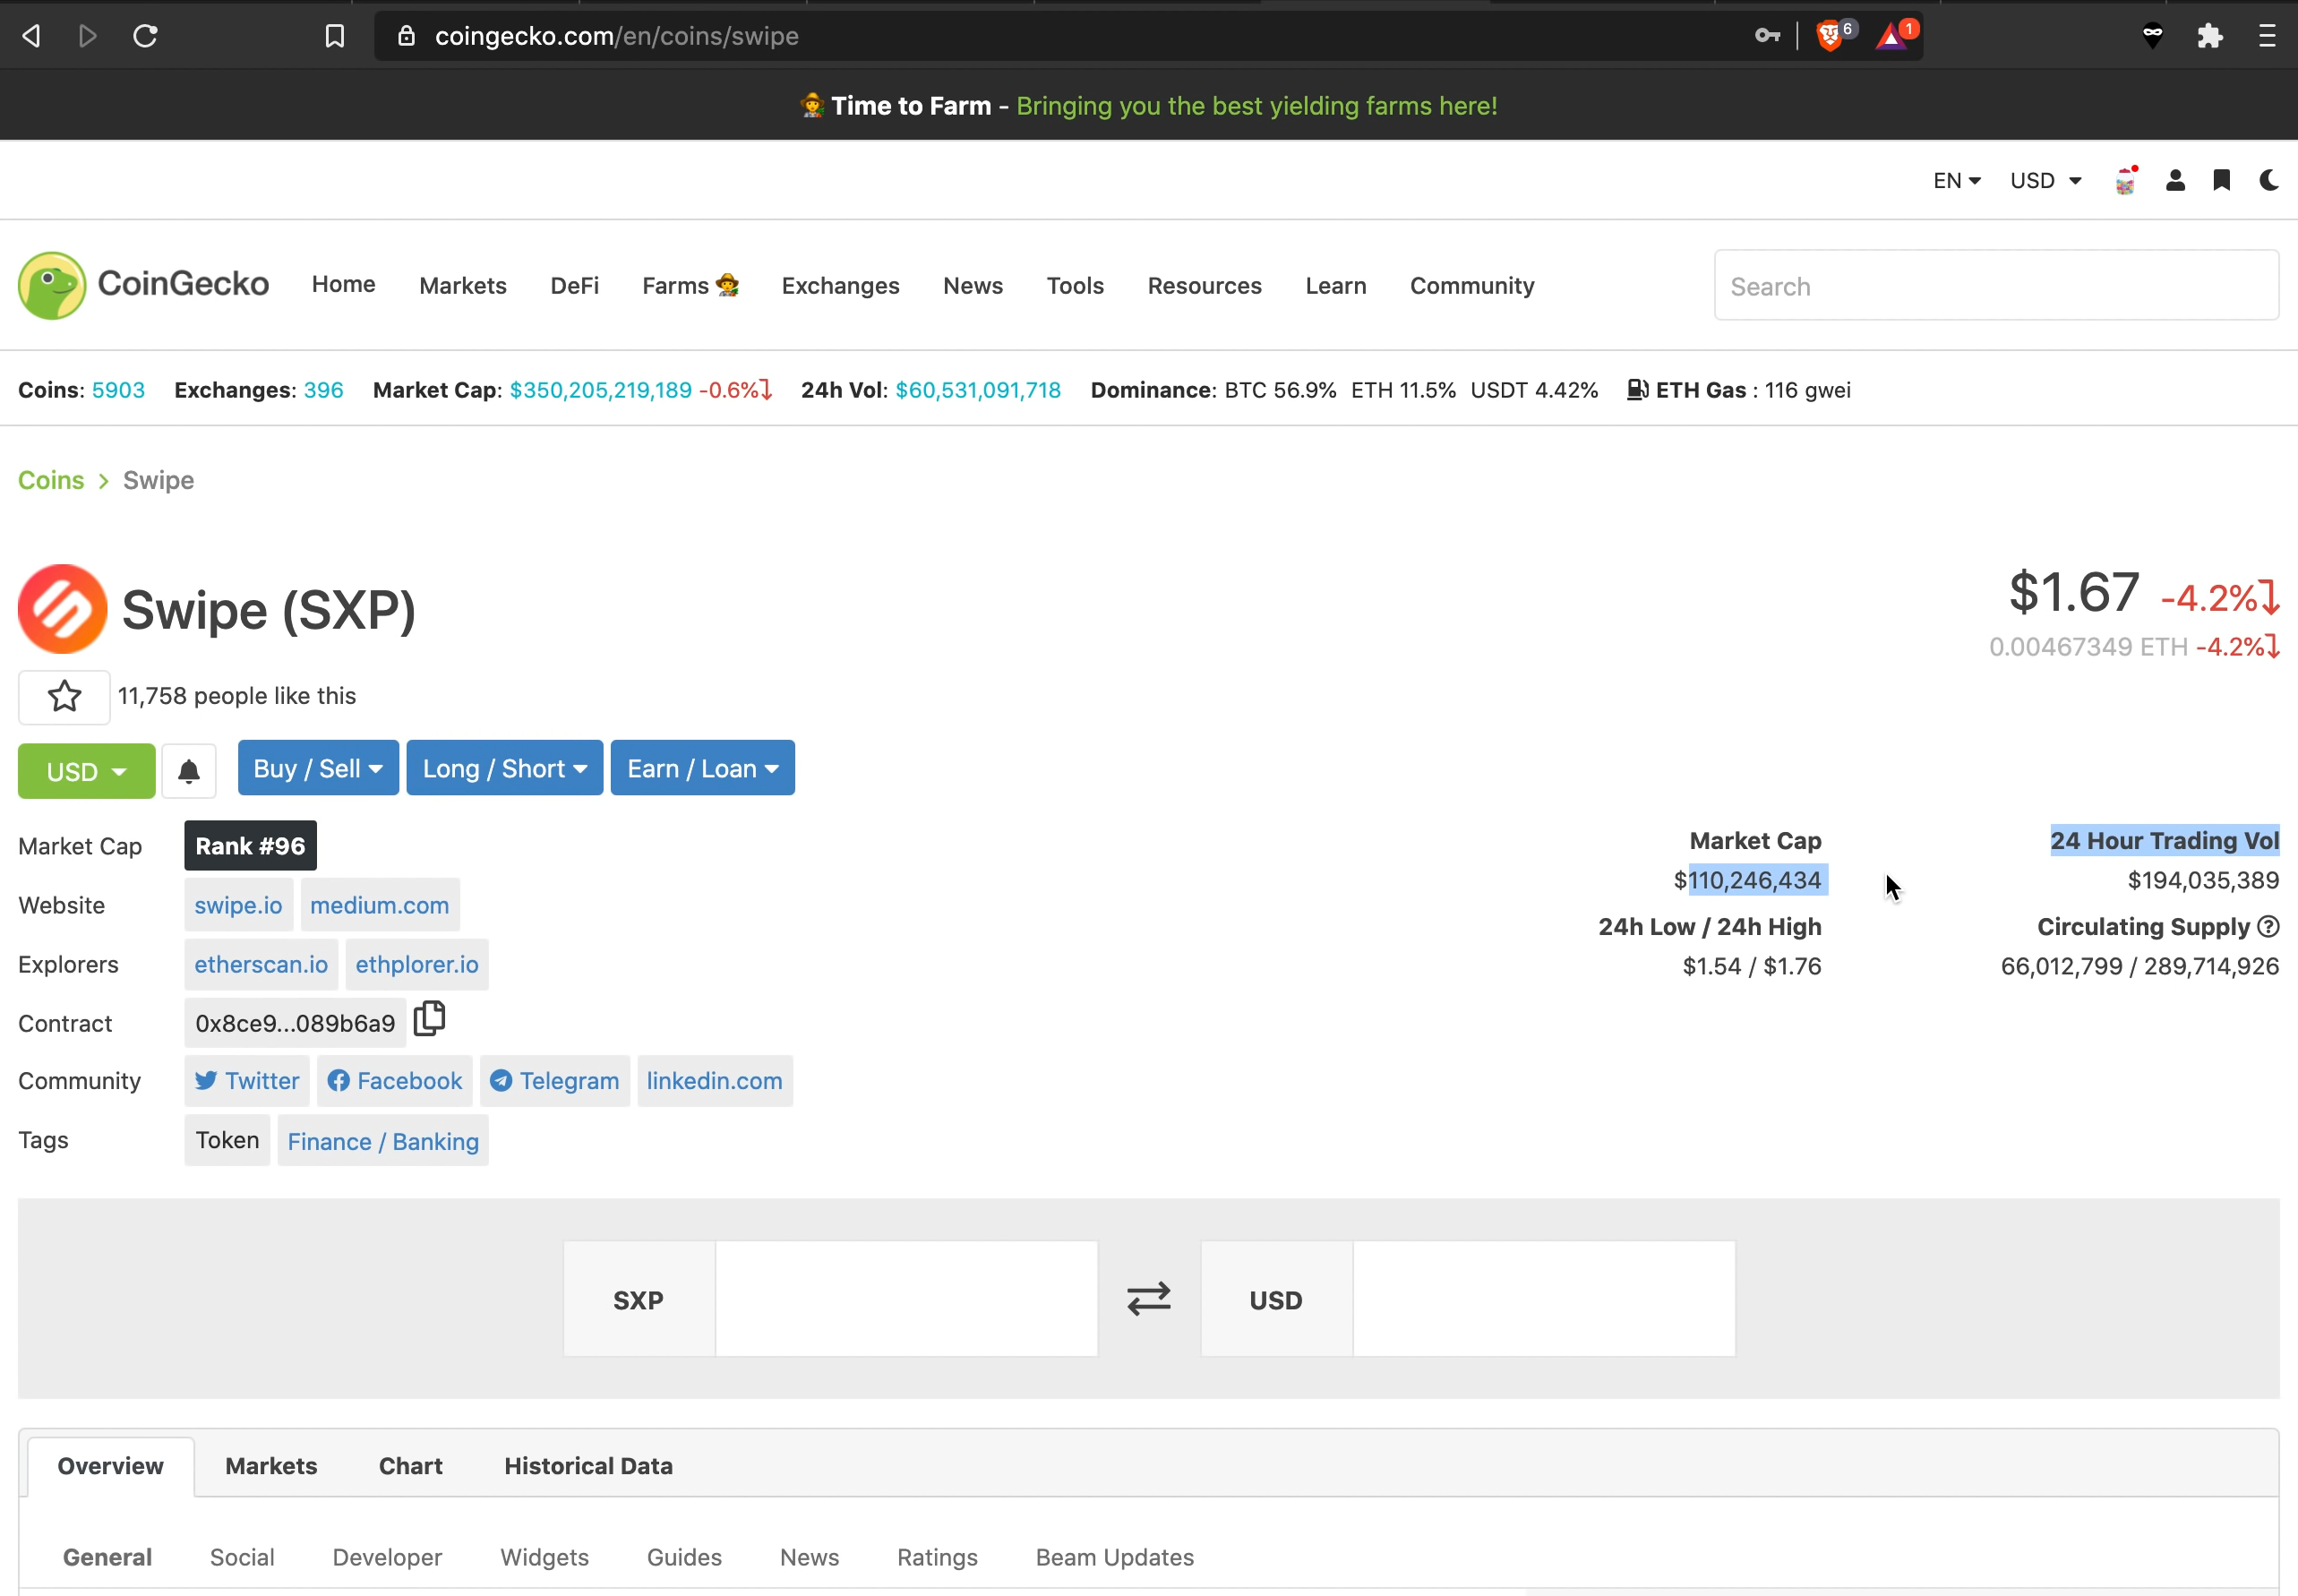 coingecko.com/en/coins/swipe
6
1
Time to Farm - Bringing you the best yielding farms here!
EN USD
CoinGecko Home Markets DeFi Farms Exchanges News Tools Resources Learn Community Search
Coins: 5903 Exchanges: 396 Market Cap: $350,205,219,189 -0.6% 24h Vol: $60,531,091,718 Dominance: BTC 56.9% ETH 11.5% USDT 4.42% ETH Gas : 116 gwei
Coins > Swipe
Swipe (SXP)
$1.67 -4.2%
0.00467349 ETH -4.2%
11,758 people like this
USD Buy / Sell Long / Short Earn / Loan
Market Cap Rank #96
Website swipe.io medium.com
Explorers etherscan.io ethplorer.io
Contract 0x8ce9...089b6a9
Community Twitter Facebook Telegram linkedin.com
Tags Token Finance / Banking
Market Cap
$110,246,434
24h Low / 24h High
$1.54 / $1.76
24 Hour Trading Vol
$194,035,389
Circulating Supply ?
66,012,799 / 289,714,926
SXP USD
Overview Markets Chart Historical Data
General Social Developer Widgets Guides News Ratings Beam Updates